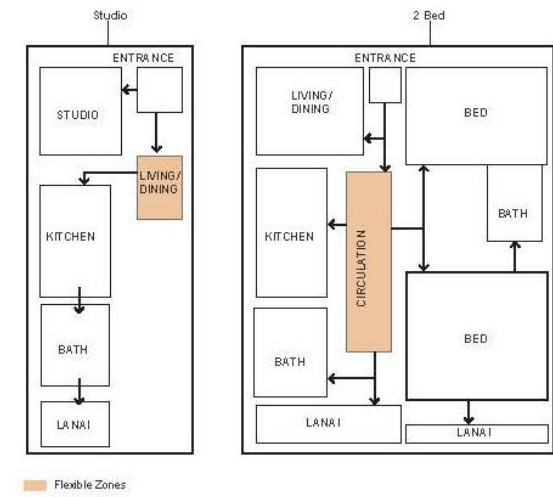 Studio
2 Bed
ENTRANCE
STUDIO
LIVING/
DINING
KITCHEN
BATH
LANAI
ENTRANCE
LIVING/
DINING
BED
KITCHEN
CIRCULATION
BATH
BED
BATH
LANAI
LANAI
Flexible Zones